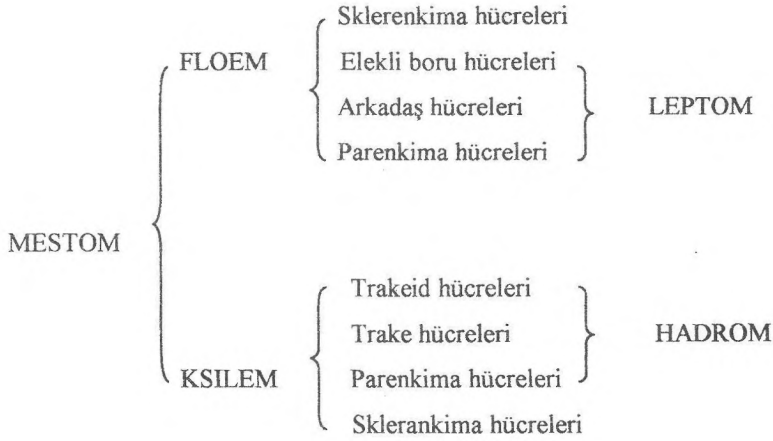 Sklerenkima hücreleri
FLOEM Elekli boru hücreleri
Arkadaş hücreleri LEPTOM
Parenkima hücreleri
MESTOM
Trakeid hücreleri
Trake hücreleri HADROM
KSILEM Parenkima hücreleri
Sklerankima hücreleri